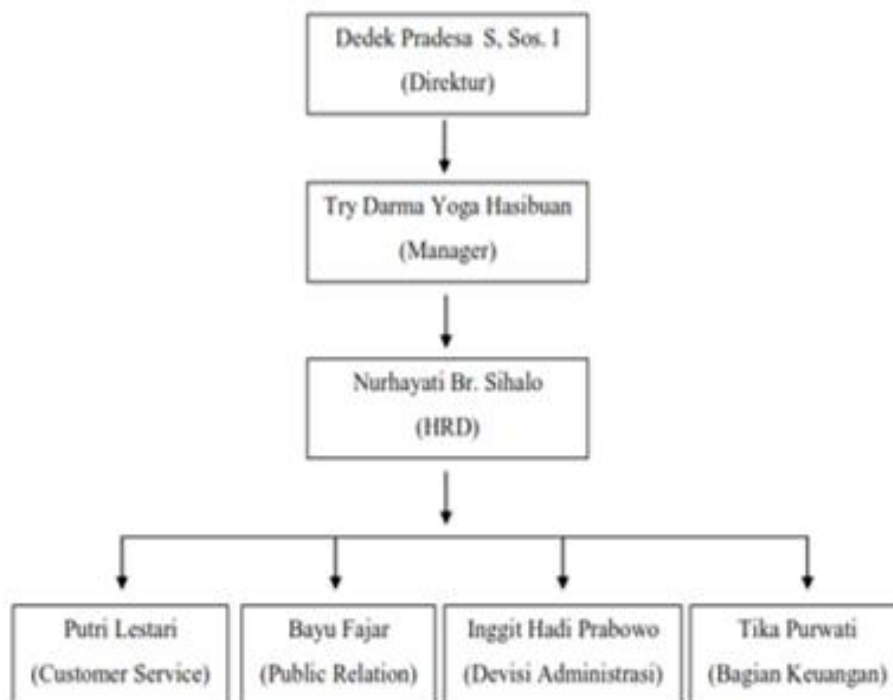 Dedek Pradesa S, Sos. I
(Direktur)
Try Darma Yoga Hasibuan
(Manager)
Nurhayati Br. Sihalo
(HRD)
Putri Lestari
(Customer Service)
Bayu Fajar
(Public Relation)
Inggit Hadi Prabowo
(Devisi Administrasi)
Tika Purwati
(Bagian Keuangan)